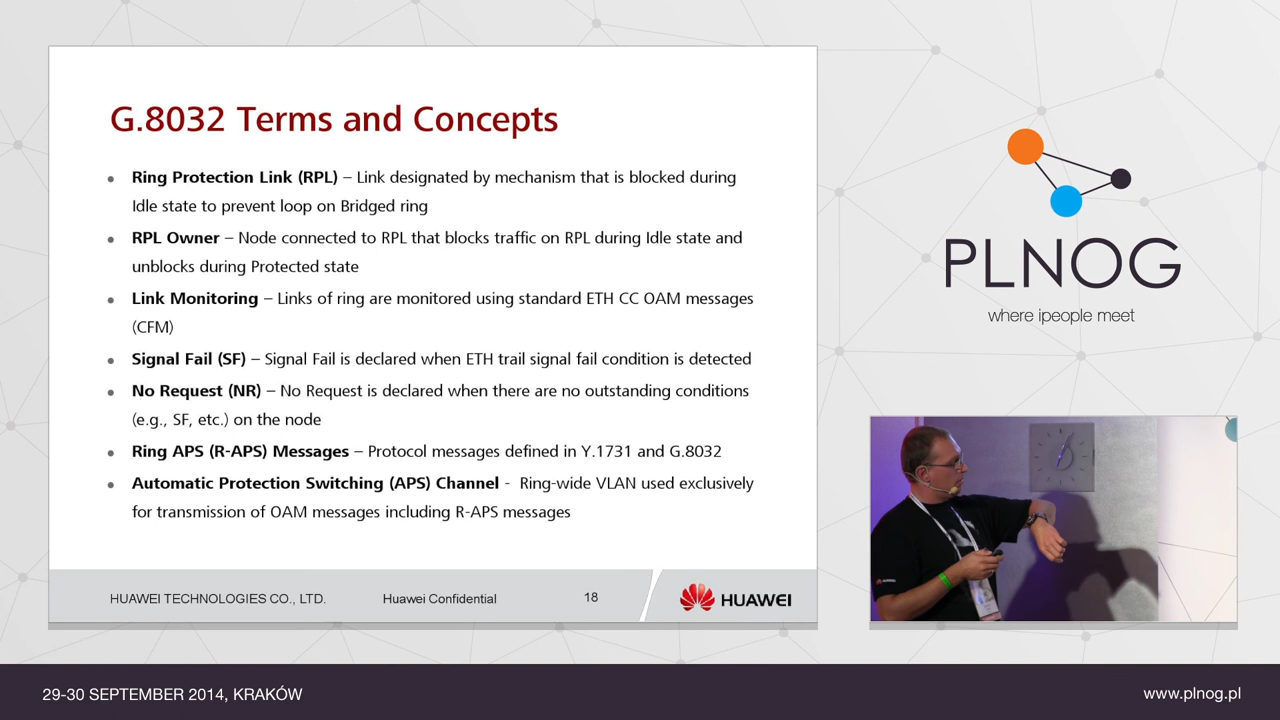 G.8032 Terms and Concepts
• Ring Protection Link (RPL) – Link designated by mechanism that is blocked during
Idle state to prevent loop on Bridged ring
• RPL Owner – Node connected to RPL that blocks traffic on RPL during Idle state and
unblocks during Protected state
• Link Monitoring – Links of ring are monitored using standard ETH CC OAM messages
(CFM)
• Signal Fail (SF) – Signal Fail is declared when ETH trail signal fail condition is detected
• No Request (NR) – No Request is declared when there are no outstanding conditions
(e.g., SF, etc.) on the node
• Ring APS (R-APS) Messages – Protocol messages defined in Y.1731 and G.8032
• Automatic Protection Switching (APS) Channel - Ring-wide VLAN used exclusively
for transmission of OAM messages including R-APS messages
HUAWEI TECHNOLOGIES CO., LTD.
Huawei Confidential
18
HUAWEI
PLNOG
where ipeople meet
29-30 SEPTEMBER 2014, KRAKÓW
www.plnog.pl